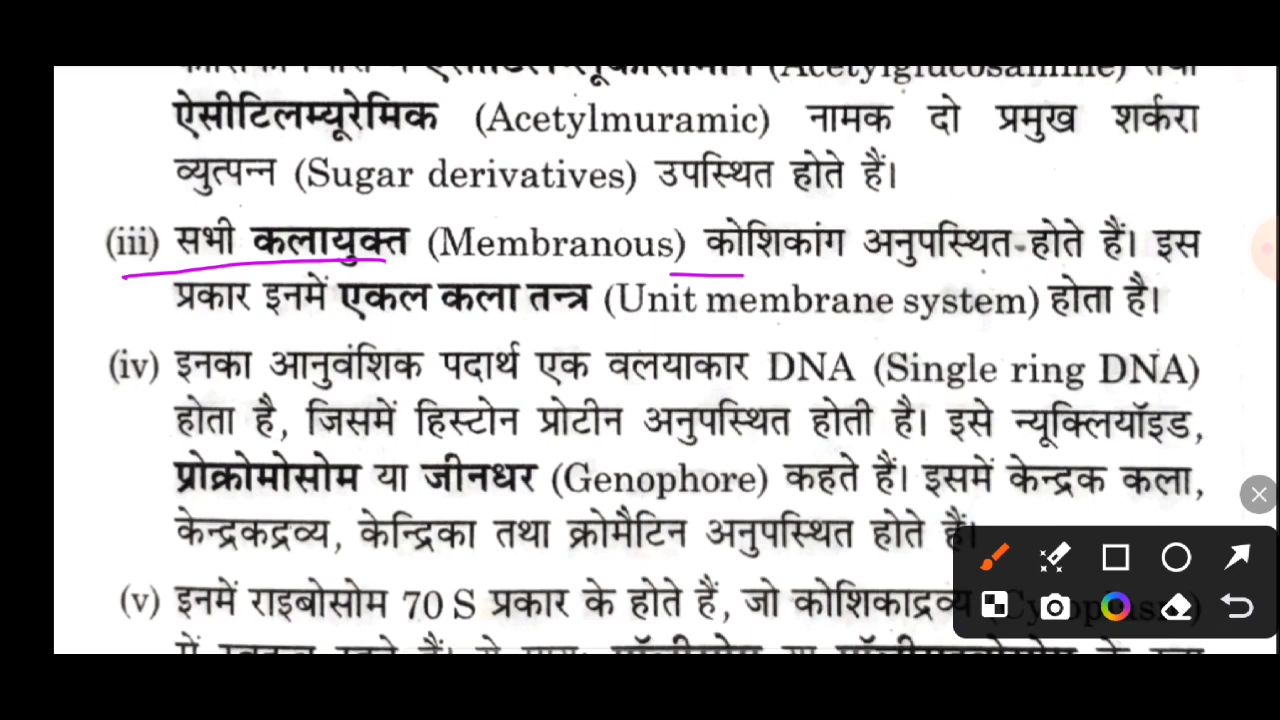 (Acetylglucosamine) तथा
ऐसीटिलम्यूरेमिक (Acetylmuramic) नामक दो प्रमुख शर्करा
व्युत्पन्न (Sugar derivatives) उपस्थित होते हैं।
(iii) सभी कलायुक्त (Membranous) कोशिकांग अनुपस्थित होते हैं। इस
प्रकार इनमें एकल कला तन्त्र (Unit membrane system) होता है।
(iv) इनका आनुवंशिक पदार्थ एक वलयाकार DNA (Single ring DNA)
होता है, जिसमें हिस्टोन प्रोटीन अनुपस्थित होती है। इसे न्यूक्लियॉइड,
प्रोक्रोमोसोम या जीनधर (Genophore) कहते हैं। इसमें केन्द्रक कला,
केन्द्रकद्रव्य, केन्द्रिका तथा क्रोमैटिन अनुपस्थित होते हैं।
(v) इनमें राइबोसोम 70 S प्रकार के होते हैं, जो कोशिकाद्रव्य (Cytoplasm)